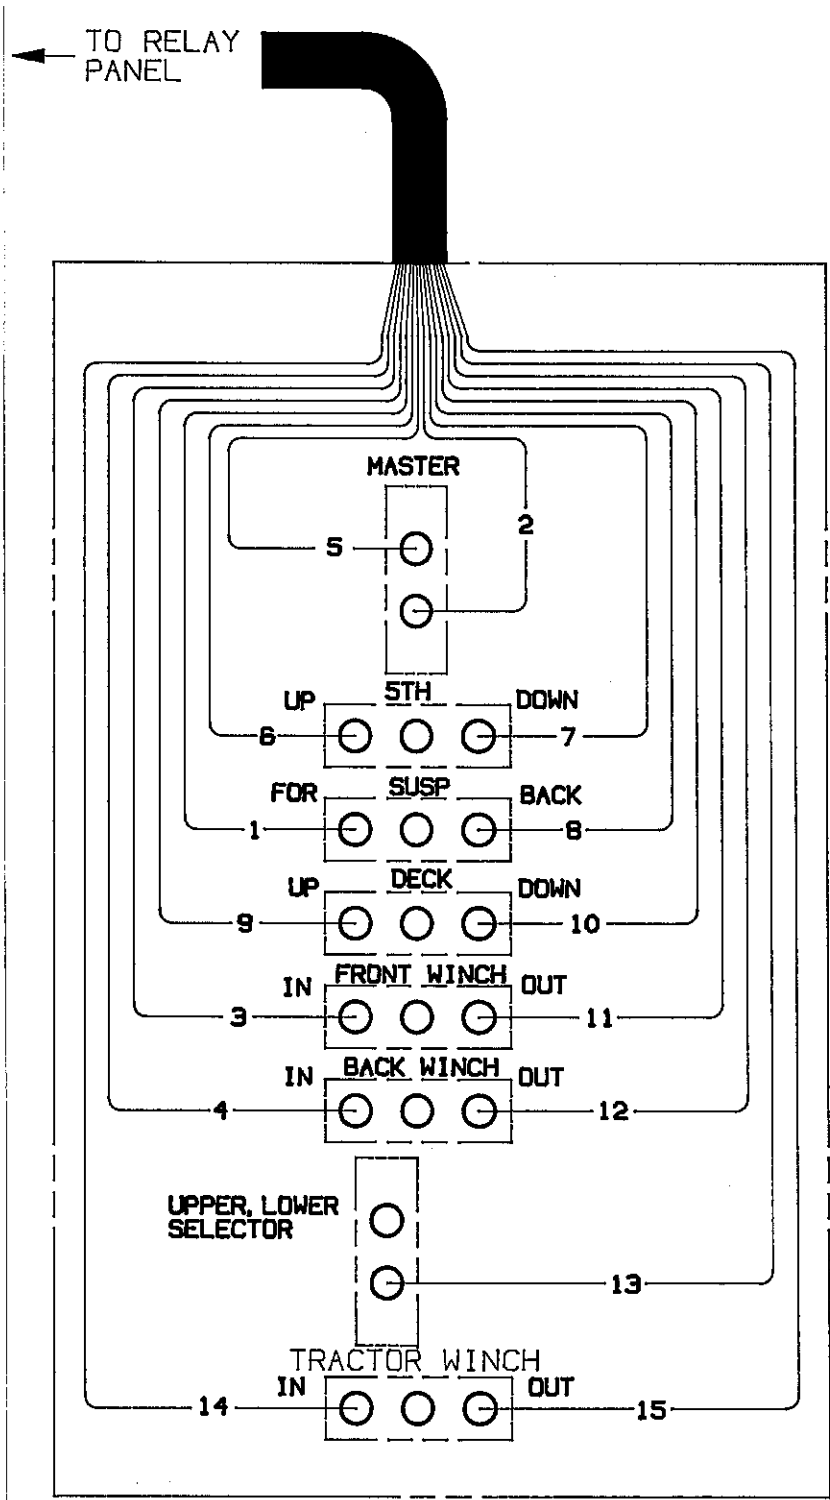 TO RELAY
PANEL
MASTER
5
2
UP 5TH DOWN
6 7
FOR SUSP BACK
1 8
UP DECK DOWN
9 10
IN FRONT WINCH OUT
3 11
IN BACK WINCH OUT
4 12
UPPER, LOWER
SELECTOR
13
TRACTOR WINCH
IN OUT
14 15